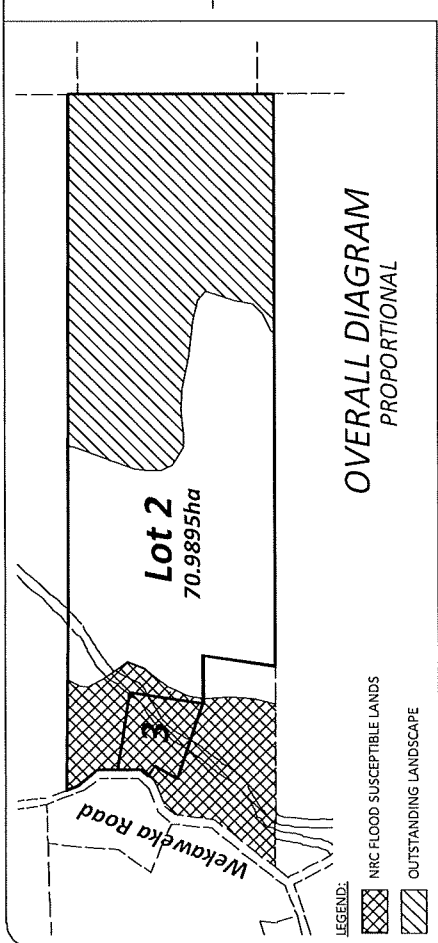 Lot 2
70.9895ha
3
Wekaweka Road
OVERALL DIAGRAM
PROPORTIONAL
LEGEND:
NRC FLOOD SUSCEPTIBLE LANDS
OUTSTANDING LANDSCAPE